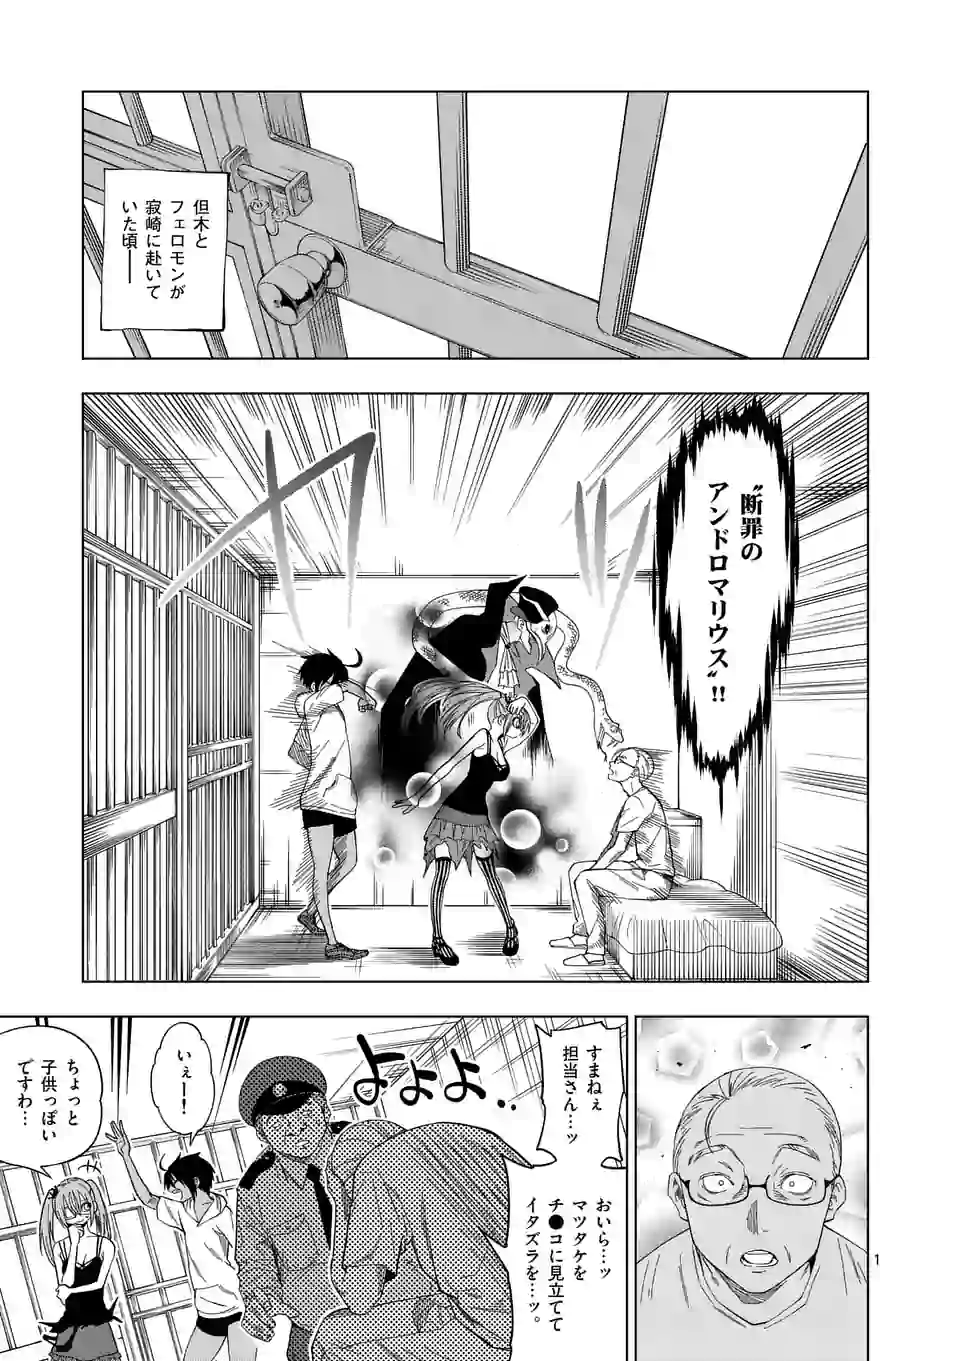 但木と
フェロモンが
寂崎に赴いて
いた頃――
〝断罪の
アンドロマリウス〟!!
カッ
すまねぇ
担当さん…ッ
おいら…ッ
マツタケを
チ●コに見立てて
イタズラを…ッ。
よよよ..
いぇー!
ちょっと
子供っぽい
ですわ…
1